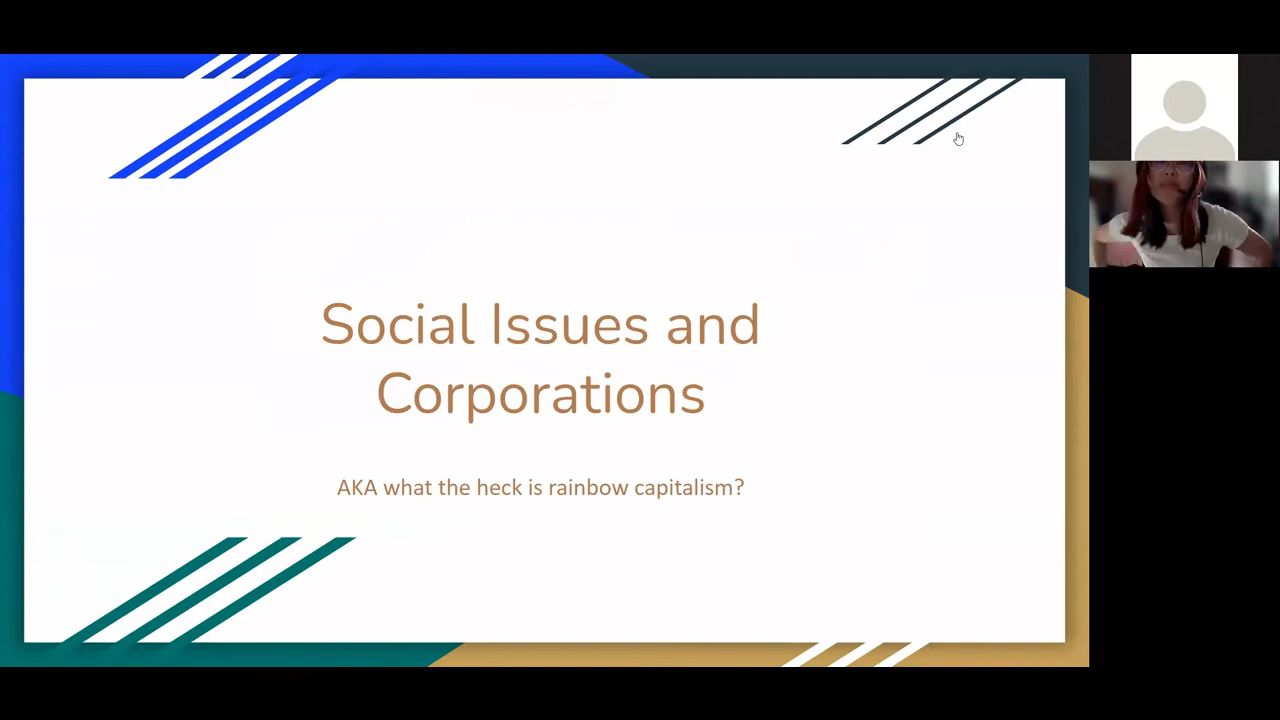 Social Issues and
Corporations
AKA what the heck is rainbow capitalism?